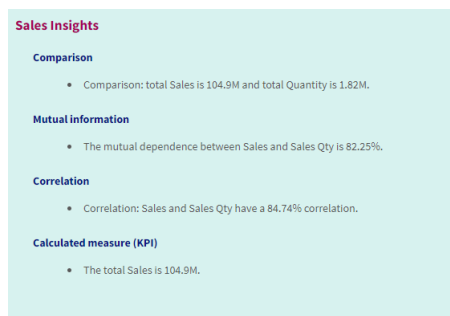 Sales Insights
Comparison
• Comparison: total Sales is 104.9M and total Quantity is 1.82M.
Mutual information
• The mutual dependence between Sales and Sales Qty is 82.25%.
Correlation
• Correlation: Sales and Sales Qty have a 84.74% correlation.
Calculated measure (KPI)
• The total Sales is 104.9M.